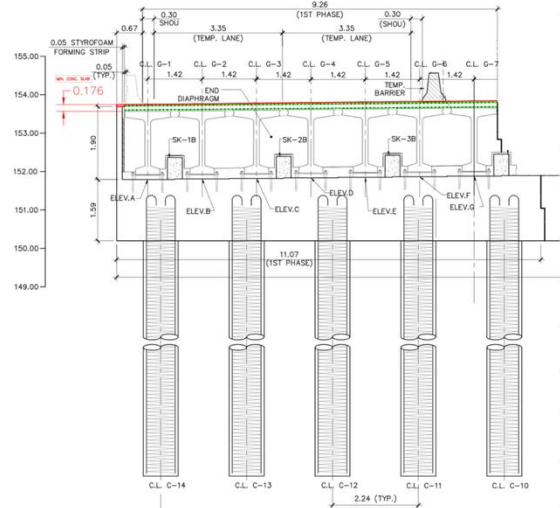 9.26
(1ST PHASE)
0.67
0.30
SHOU
3.35
(TEMP. LANE)
3.35
(TEMP. LANE)
0.30
(SHOU)
0.05 STYROFOAM
FORMING STRIP
0.05
(TYP.)
C.L. G-1
C.L. G-2
C.L. G-3
C.L. G-4
C.L. G-5
C.L. G-6
C.L. G-7
1.42
1.42
1.42
1.42
1.42
1.42
0.176
END
DIAPHRAGM
TEMP.
BARRIER
155.00
154.00
153.00
152.00
151.00
150.00
149.00
1.90
1.59
SK-1B
SK-2B
SK-3B
ELEV.A
ELEV.B
ELEV.C
ELEV.D
ELEV.E
ELEV.F
ELEV.G
11.07
(1ST PHASE)
C.L. C-14
C.L. C-13
C.L. C-12
C.L. C-11
C.L. C-10
2.24 (TYP.)